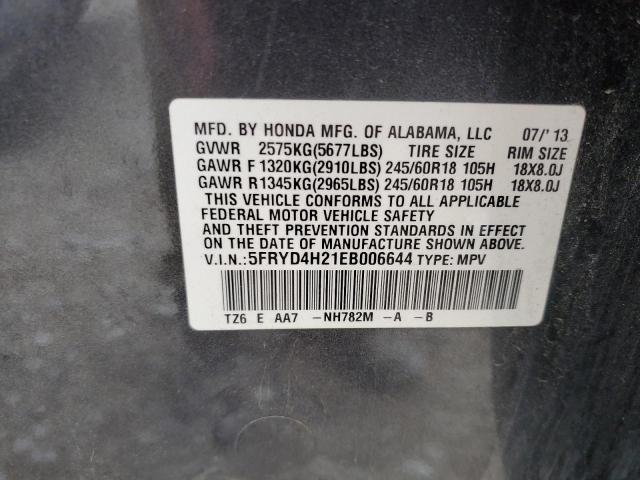 MFD. BY HONDA MFG. OF ALABAMA, LLC 07/'13
GVWR 2575KG(5677LBS) TIRE SIZE RIM SIZE
GAWR F 1320KG(2910LBS) 245/60R18 105H 18X8.0J
GAWR R1345KG(2965LBS) 245/60R18 105H 18X8.0J
THIS VEHICLE CONFORMS TO ALL APPLICABLE
FEDERAL MOTOR VEHICLE SAFETY
AND THEFT PREVENTION STANDARDS IN EFFECT
ON THE DATE OF MANUFACTURE SHOWN ABOVE.
V.I.N.:5FRYD4H21EB006644 TYPE: MPV
TZ6 E AA7 -NH782M -A -B